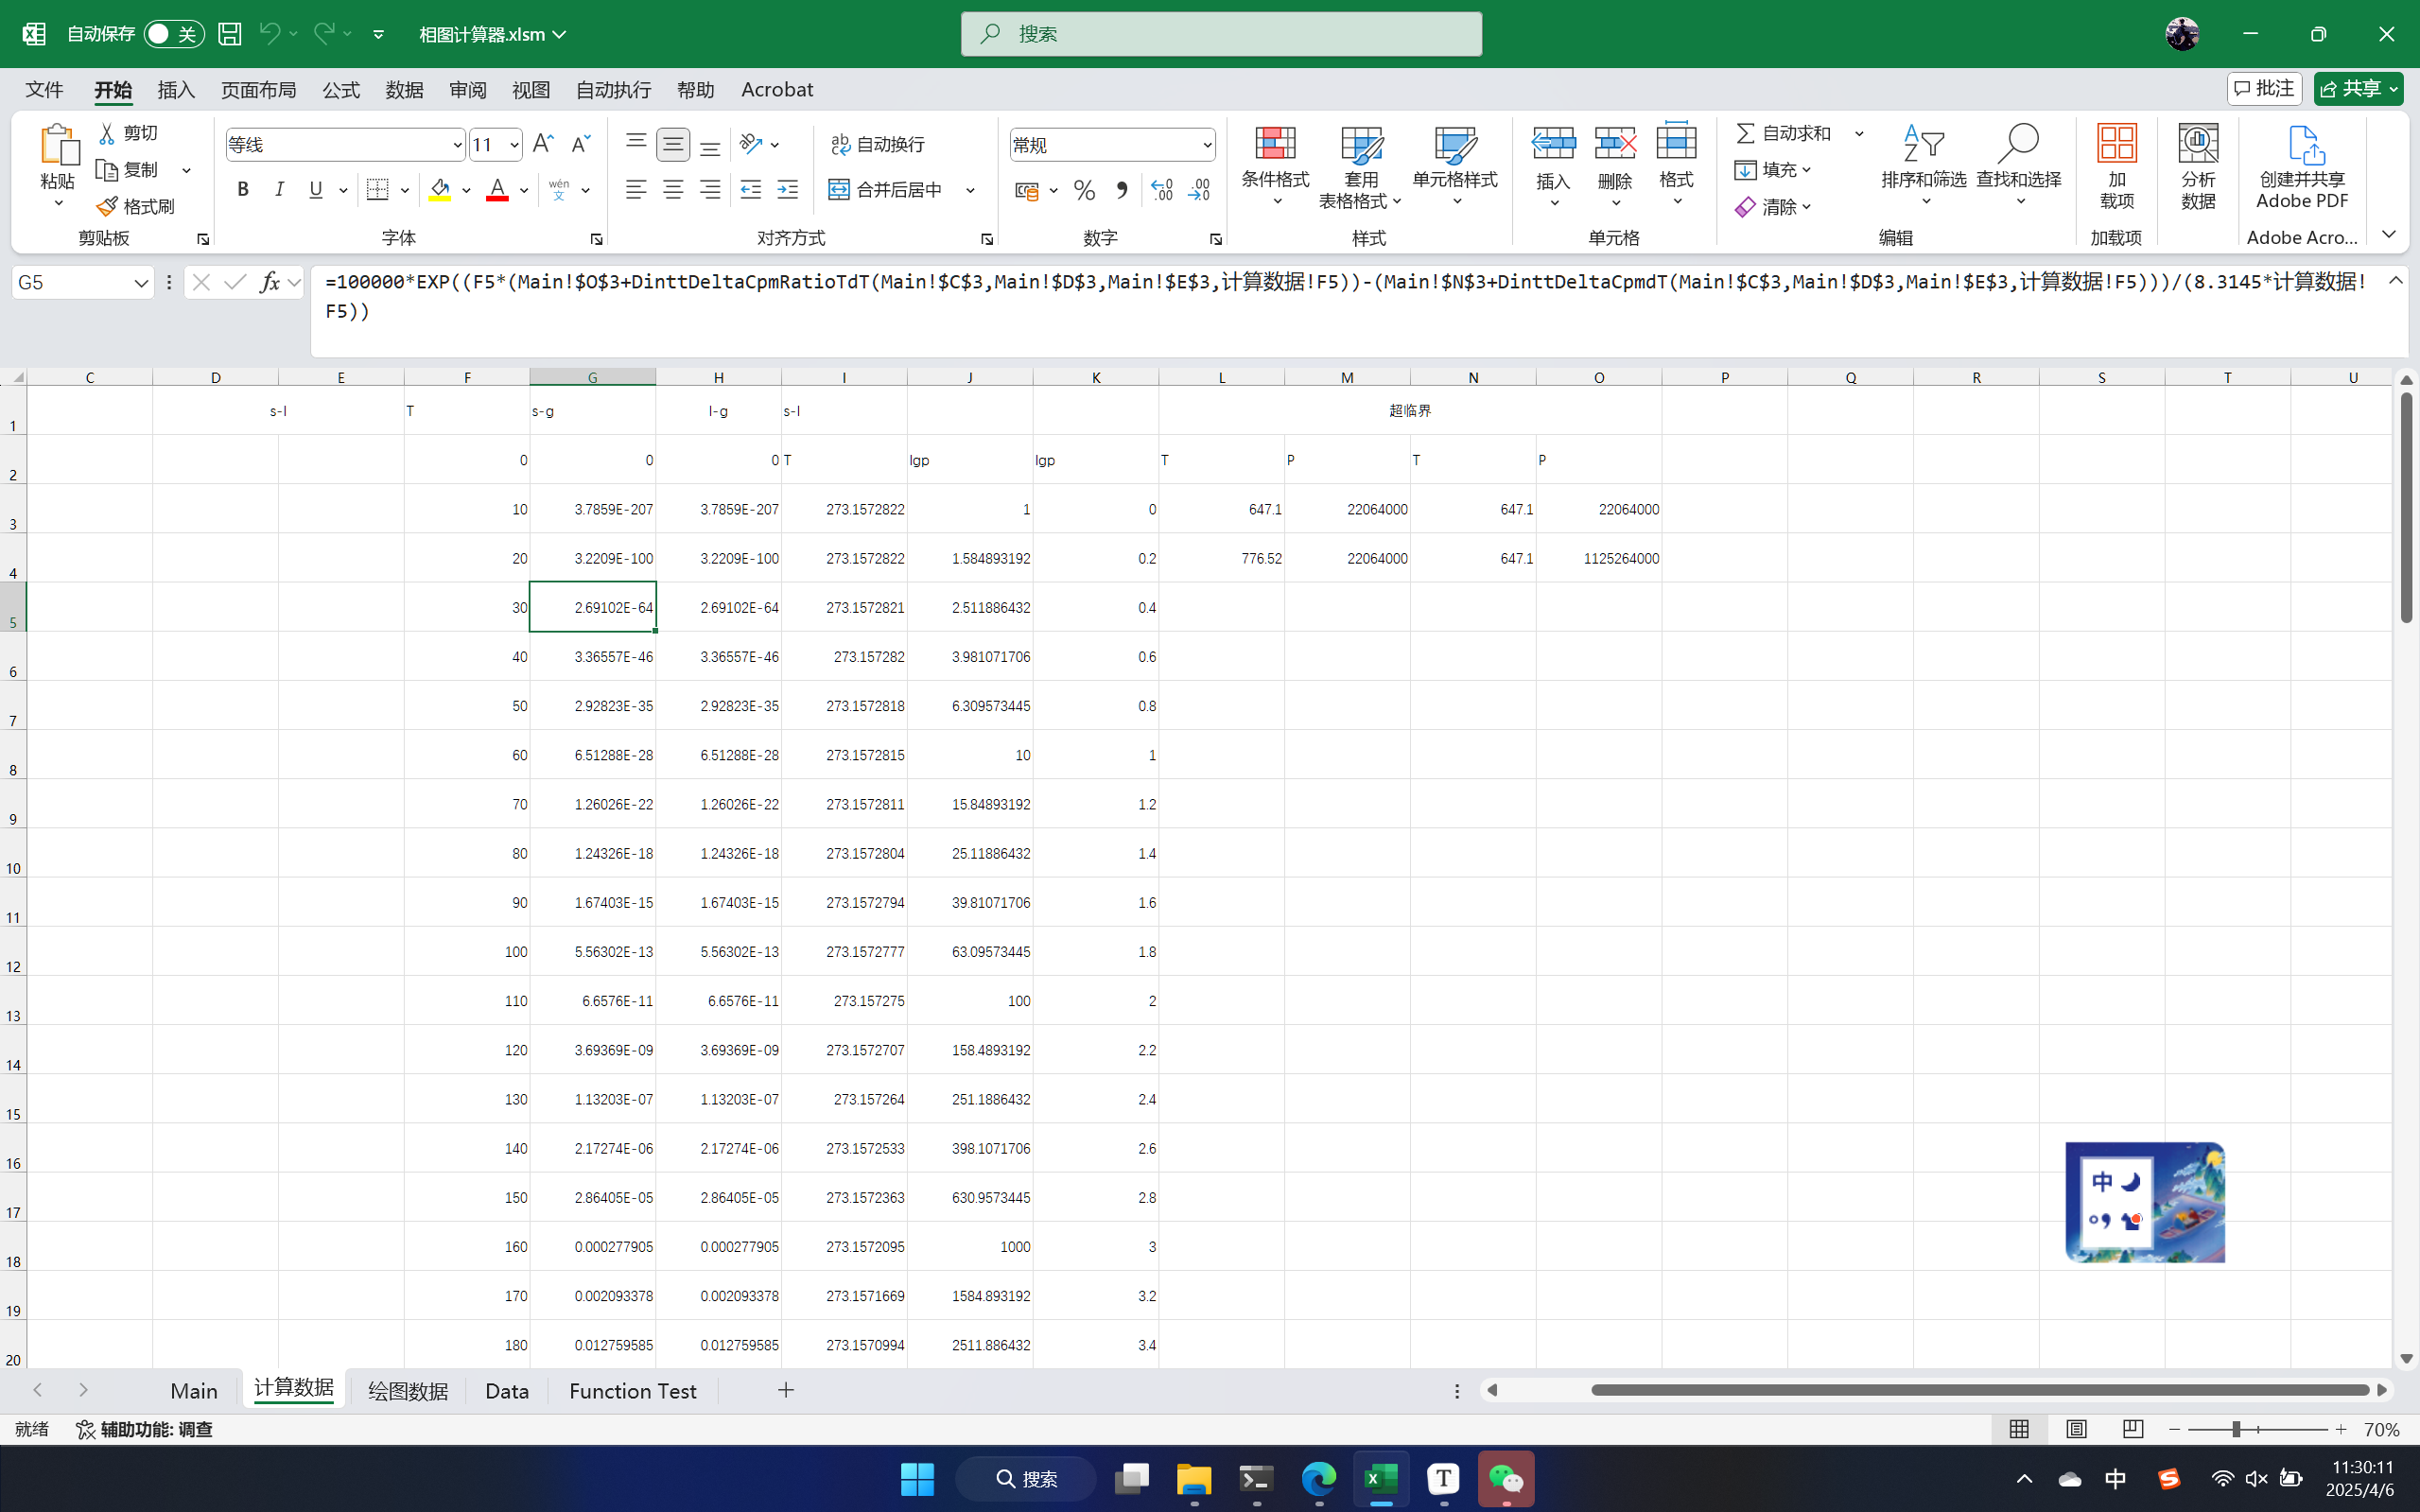 自动保存 关 相图计算器.xlsm 搜索
文件 开始 插入 页面布局 公式 数据 审阅 视图 自动执行 帮助 Acrobat 批注 共享
粘贴 剪切 复制 格式刷 剪贴板
等线 11 B I U A wén 文 字体
自动换行 合并后居中 对齐方式
常规 % 数字
条件格式 套用 表格格式 单元格样式 样式
插入 删除 格式 单元格
自动求和 填充 清除 排序和筛选 查找和选择 编辑
加 载项 加载项
分析 数据
创建并共享 Adobe PDF Adobe Acro...
G5 fx =100000*EXP((F5*(Main!$O$3+DinttDeltaCpmRatioTdT(Main!$C$3,Main!$D$3,Main!$E$3,计算数据!F5))-(Main!$N$3+DinttDeltaCpmdT(Main!$C$3,Main!$D$3,Main!$E$3,计算数据!F5)))/(8.3145*计算数据!
F5))
C D E F G H I J K L M N O P Q R S T U
1 s-l T s-g l-g s-l 超临界
2 0 0 0 T lgp lgp T P T P
3 10 3.7859E-207 3.7859E-207 273.1572822 1 0 647.1 22064000 647.1 22064000
4 20 3.2209E-100 3.2209E-100 273.1572822 1.584893192 0.2 776.52 22064000 647.1 1125264000
5 30 2.69102E-64 2.69102E-64 273.1572821 2.511886432 0.4
6 40 3.36557E-46 3.36557E-46 273.157282 3.981071706 0.6
7 50 2.92823E-35 2.92823E-35 273.1572818 6.309573445 0.8
8 60 6.51288E-28 6.51288E-28 273.1572815 10 1
9 70 1.26026E-22 1.26026E-22 273.1572811 15.84893192 1.2
10 80 1.24326E-18 1.24326E-18 273.1572804 25.11886432 1.4
11 90 1.67403E-15 1.67403E-15 273.1572794 39.81071706 1.6
12 100 5.56302E-13 5.56302E-13 273.1572777 63.09573445 1.8
13 110 6.6576E-11 6.6576E-11 273.157275 100 2
14 120 3.69369E-09 3.69369E-09 273.1572707 158.4893192 2.2
15 130 1.13203E-07 1.13203E-07 273.157264 251.1886432 2.4
16 140 2.17274E-06 2.17274E-06 273.1572533 398.1071706 2.6
17 150 2.86405E-05 2.86405E-05 273.1572363 630.9573445 2.8
18 160 0.000277905 0.000277905 273.1572095 1000 3
19 170 0.002093378 0.002093378 273.1571669 1584.893192 3.2
20 180 0.012759585 0.012759585 273.1570994 2511.886432 3.4
中
Main 计算数据 绘图数据 Data Function Test
就绪 辅助功能: 调查 70%
搜索 中 11:30:11
2025/4/6